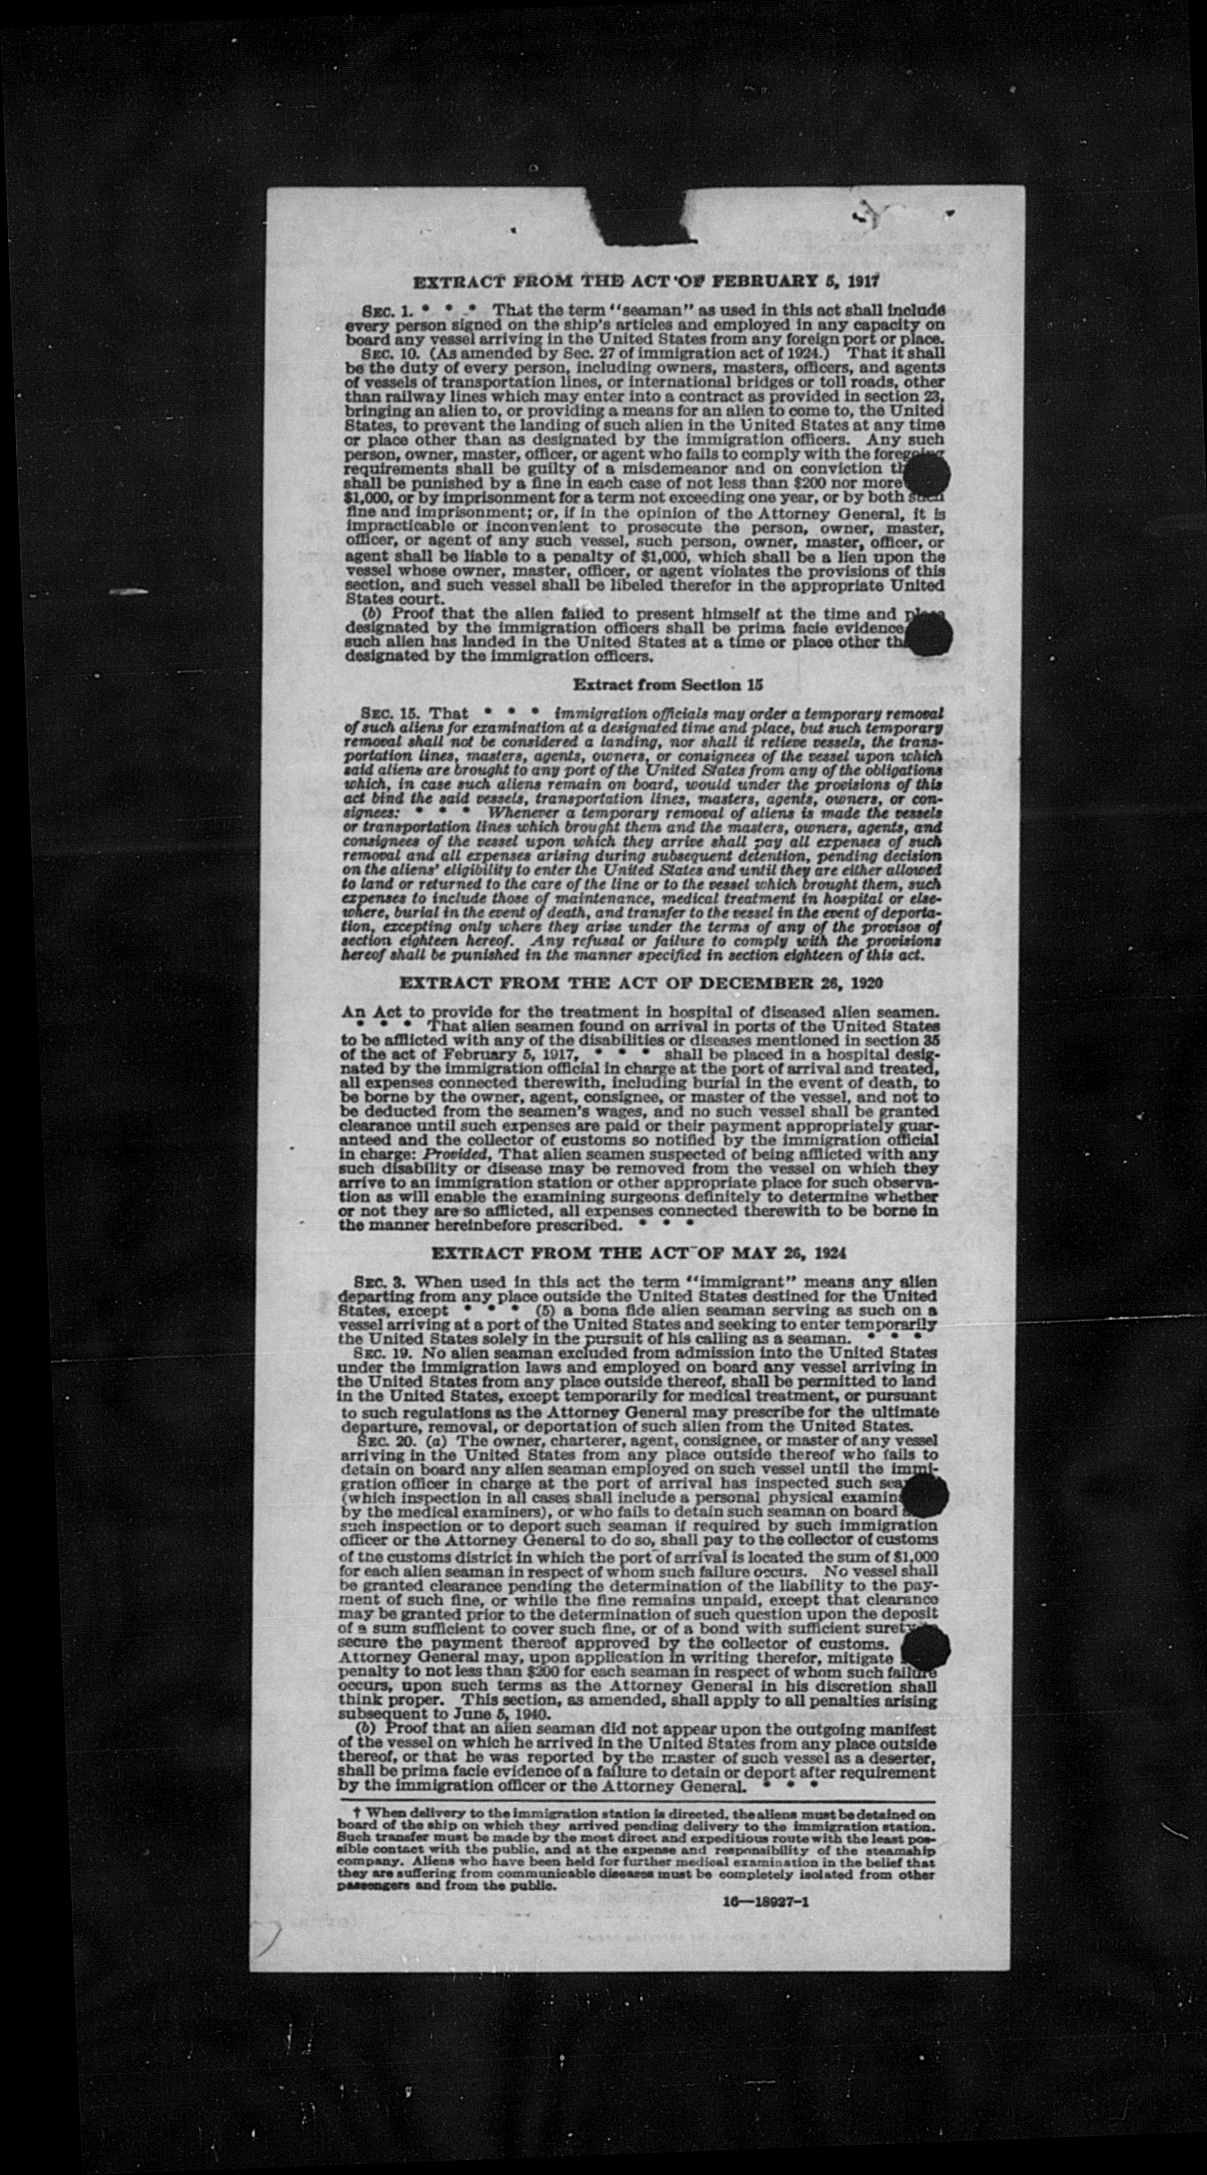 EXTRACT FROM THE ACT OF FEBRUARY 5, 1917
SEC. 1. * * * That the term "seaman" as used in this act shall include
every person signed on the ship's articles and employed in any capacity on
board any vessel arriving in the United States from any foreign port or place.
SEC. 10. (As amended by Sec. 27 of immigration act of 1924.) That it shall
be the duty of every person, including owners, masters, officers, and agents
of vessels of transportation lines, or international bridges or toll roads, other
than railway lines which may enter into a contract as provided in section 23,
bringing an alien to, or providing a means for an alien to come to, the United
States, to prevent the landing of such alien in the United States at any time
or place other than as designated by the immigration officers. Any such
person, owner, master, officer, or agent who fails to comply with the foregoing
requirements shall be guilty of a misdemeanor and on conviction
shall be punished by a fine in each case of not less than $200 nor more
$1,000, or by imprisonment for a term not exceeding one year, or by both such
fine and imprisonment; or, if in the opinion of the Attorney General, it is
impracticable or inconvenient to prosecute the person, owner, master,
officer, or agent of any such vessel, such person, owner, master, officer, or
agent shall be liable to a penalty of $1,000, which shall be a lien upon the
vessel whose owner, master, officer, or agent violates the provisions of this
section, and such vessel shall be libeled therefor in the appropriate United
States court.
(b) Proof that the alien failed to present himself at the time and place
designated by the immigration officers shall be prima facie evidence
such alien has landed in the United States at a time or place other
designated by the immigration officers.
Extract from Section 15
SEC. 15. That * * * immigration officials may order a temporary removal
of such aliens for examination at a designated time and place, but such temporary
removal shall not be considered a landing, nor shall it relieve vessels, the trans-
portation lines, masters, agents, owners, or consignees of the vessel upon which
said aliens are brought to any port of the United States from any of the obligations
which, in case such aliens remain on board, would under the provisions of this
act bind the said vessels, transportation lines, masters, agents, owners, or con-
signees: * * * Whenever a temporary removal of aliens is made the vessels
or transportation lines which brought them and the masters, owners, agents, and
consignees of the vessel upon which they arrive shall pay all expenses of such
removal and all expenses arising during subsequent detention, pending decision
on the aliens' eligibility to enter the United States and until they are either allowed
to land or returned to the care of the line or to the vessel which brought them, such
expenses to include those of maintenance, medical treatment in hospital or else-
where, burial in the event of death, and transfer to the vessel in the event of deporta-
tion, excepting only where they arise under the terms of any of the provisos of
section eighteen hereof. Any refusal or failure to comply with the provisions
hereof shall be punished in the manner specified in section eighteen of this act.
EXTRACT FROM THE ACT OF DECEMBER 26, 1920
An Act to provide for the treatment in hospital of diseased alien seamen.
* * * That alien seamen found on arrival in ports of the United States
to be afflicted with any of the disabilities or diseases mentioned in section 35
of the act of February 5, 1917, * * * shall be placed in a hospital desig-
nated by the immigration official in charge at the port of arrival and treated,
all expenses connected therewith, including burial in the event of death, to
be borne by the owner, agent, consignee, or master of the vessel, and not to
be deducted from the seamen's wages, and no such vessel shall be granted
clearance until such expenses are paid or their payment appropriately guar-
anteed and the collector of customs so notified by the immigration official
in charge: Provided, That alien seamen suspected of being afflicted with any
such disability or disease may be removed from the vessel on which they
arrive to an immigration station or other appropriate place for such observa-
tion as will enable the examining surgeons definitely to determine whether
or not they are so afflicted, all expenses connected therewith to be borne in
the manner hereinbefore prescribed. * * *
EXTRACT FROM THE ACT OF MAY 26, 1924
SEC. 3. When used in this act the term "immigrant" means any alien
departing from any place outside the United States destined for the United
States, except * * * (5) a bona fide alien seaman serving as such on a
vessel arriving at a port of the United States and seeking to enter temporarily
the United States solely in the pursuit of his calling as a seaman. * * *
SEC. 19. No alien seaman excluded from admission into the United States
under the immigration laws and employed on board any vessel arriving in
the United States from any place outside thereof, shall be permitted to land
in the United States, except temporarily for medical treatment, or pursuant
to such regulations as the Attorney General may prescribe for the ultimate
departure, removal, or deportation of such alien from the United States.
SEC. 20. (a) The owner, charterer, agent, consignee, or master of any vessel
arriving in the United States from any place outside thereof who fails to
detain on board any alien seaman employed on such vessel until the immi-
gration officer in charge at the port of arrival has inspected such
(which inspection in all cases shall include a personal physical
by the medical examiners), or who fails to detain such seaman on board
such inspection or to deport such seaman if required by such immigration
officer or the Attorney General to do so, shall pay to the collector of customs
of the customs district in which the port of arrival is located the sum of $1,000
for each alien seaman in respect of whom such failure occurs. No vessel shall
be granted clearance pending the determination of the liability to the pay-
ment of such fine, or while the fine remains unpaid, except that clearance
may be granted prior to the determination of such question upon the deposit
of a sum sufficient to cover such fine, or of a bond with sufficient surety
secure the payment thereof approved by the collector of customs.
Attorney General may, upon application in writing therefor, mitigate
penalty to not less than $200 for each seaman in respect of whom such failure
occurs, upon such terms as the Attorney General in his discretion shall
think proper. This section, as amended, shall apply to all penalties arising
subsequent to June 5, 1940.
(b) Proof that an alien seaman did not appear upon the outgoing manifest
of the vessel on which he arrived in the United States from any place outside
thereof, or that he was reported by the master of such vessel as a deserter,
shall be prima facie evidence of a failure to detain or deport after requirement
by the immigration officer or the Attorney General. * * *
† When delivery to the immigration station is directed, the aliens must be detained on
board of the ship on which they arrived pending delivery to the immigration station.
Such transfer must be made by the most direct and expeditious route with the least pos-
sible contact with the public, and at the expense and responsibility of the steamship
company. Aliens who have been held for further medical examination in the belief that
they are suffering from communicable diseases must be completely isolated from other
passengers and from the public.
16—18927-1